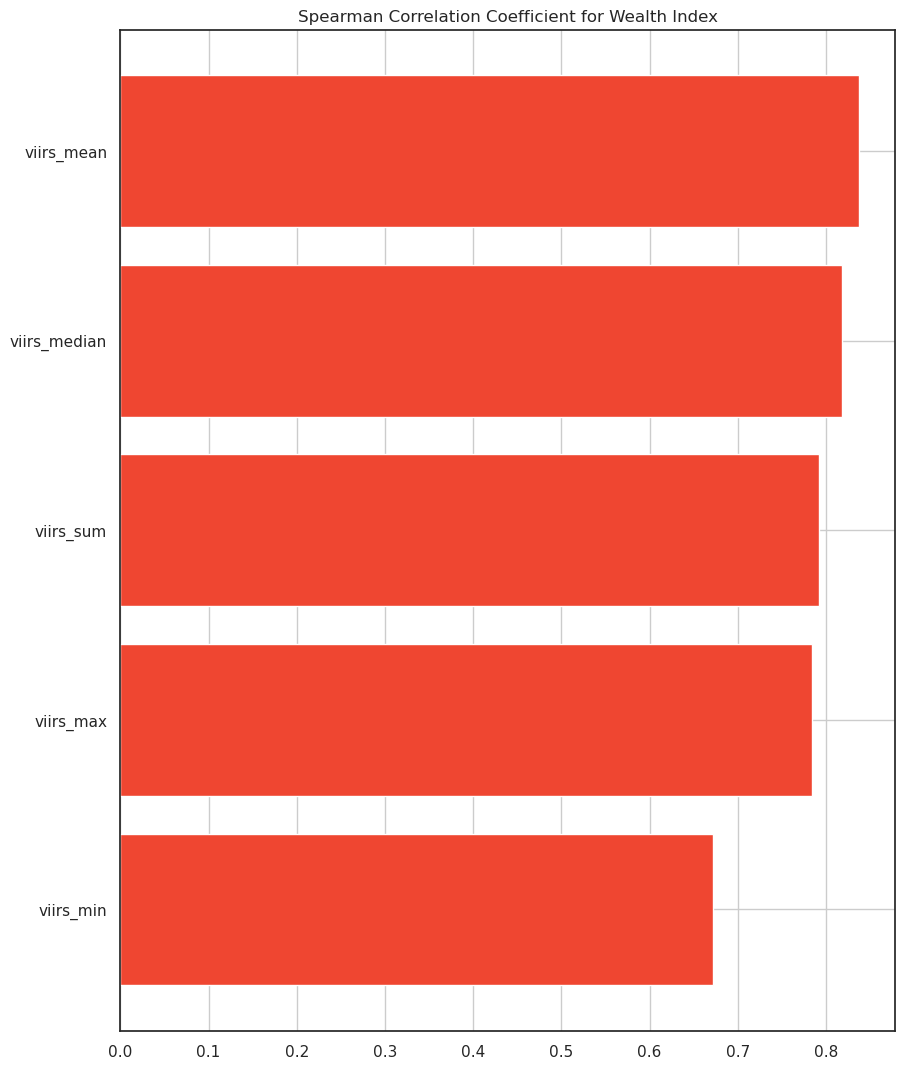 Spearman Correlation Coefficient for Wealth Index
viirs_mean
viirs_median
viirs_sum
viirs_max
viirs_min
0.0 0.1 0.2 0.3 0.4 0.5 0.6 0.7 0.8